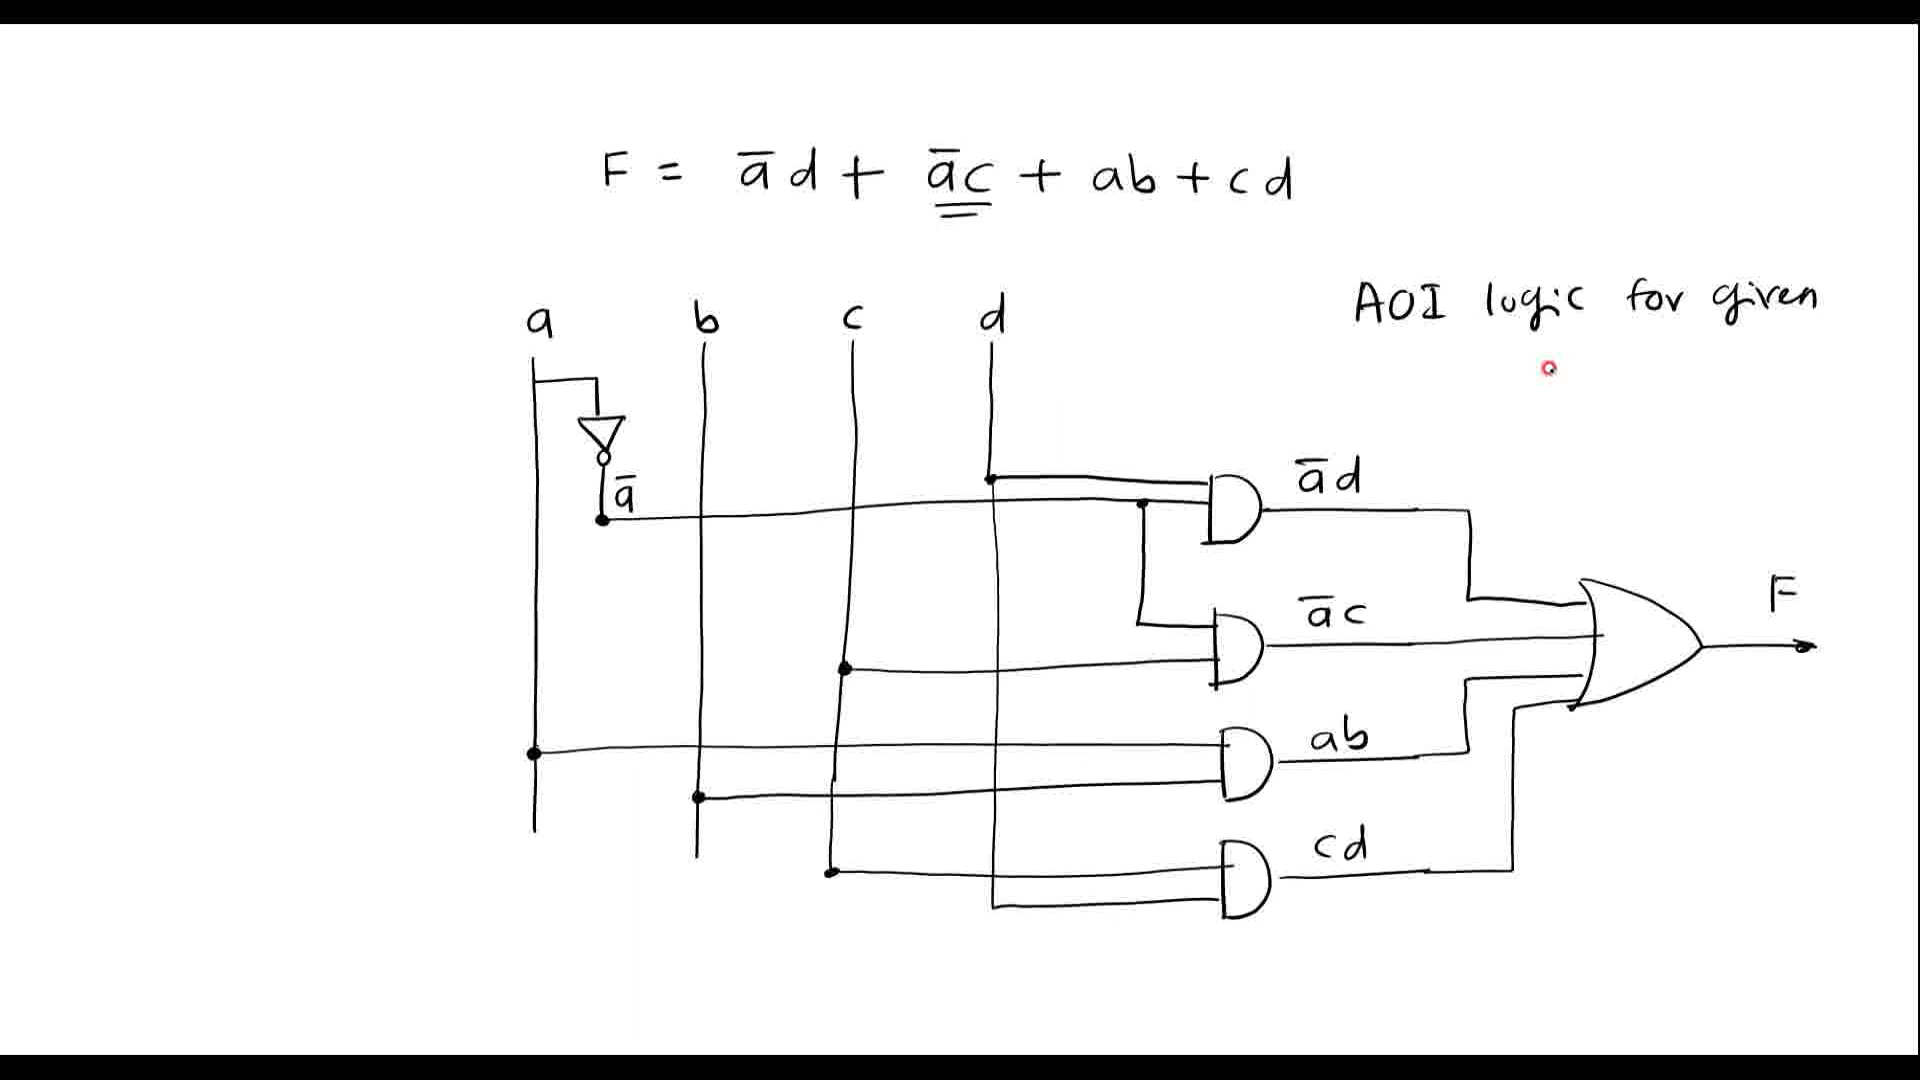 F = ād + āc + ab + cd
a b c d
AOI logic for given
ā
ād
āc
F
ab
cd